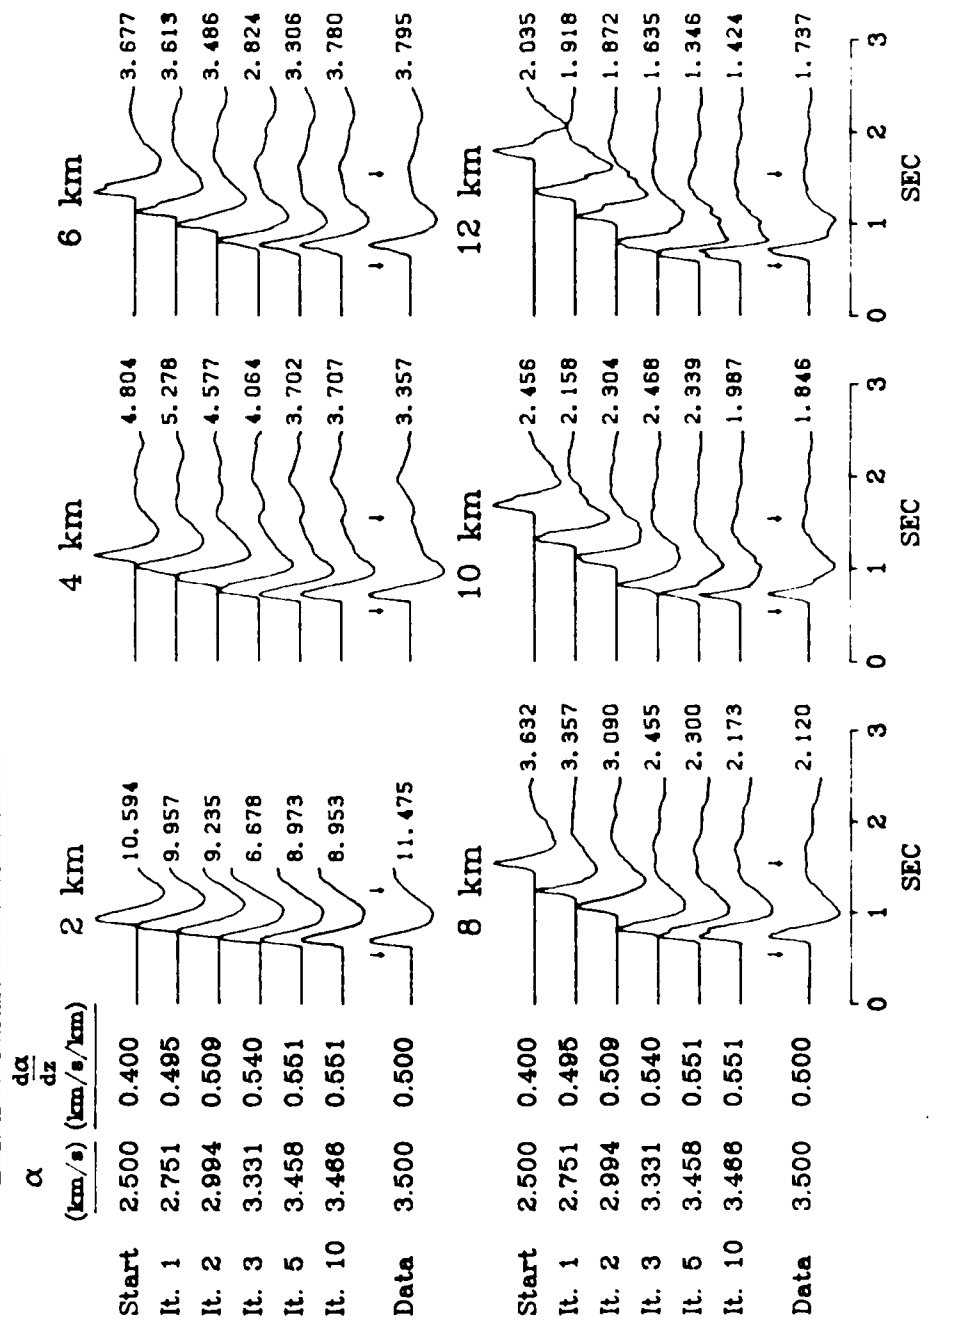 α dα/dz 2 km 4 km 6 km
(km/s) (km/s/km)
Start 2.500 0.400 10.594 4.804 3.677
It. 1 2.751 0.495 9.957 5.278 3.613
It. 2 2.994 0.509 9.235 4.577 3.486
It. 3 3.331 0.540 6.678 4.064 2.824
It. 5 3.458 0.551 8.973 3.702 3.306
It. 10 3.466 0.551 8.953 3.707 3.780
Data 3.500 0.500 11.475 3.357 3.795
8 km 10 km 12 km
Start 2.500 0.400 3.632 2.456 2.035
It. 1 2.751 0.495 3.357 2.158 1.918
It. 2 2.994 0.509 3.090 2.304 1.872
It. 3 3.331 0.540 2.455 2.468 1.635
It. 5 3.458 0.551 2.300 2.339 1.346
It. 10 3.466 0.551 2.173 1.987 1.424
Data 3.500 0.500 2.120 1.846 1.737
0 1 2 3 0 1 2 3 0 1 2 3
SEC SEC SEC